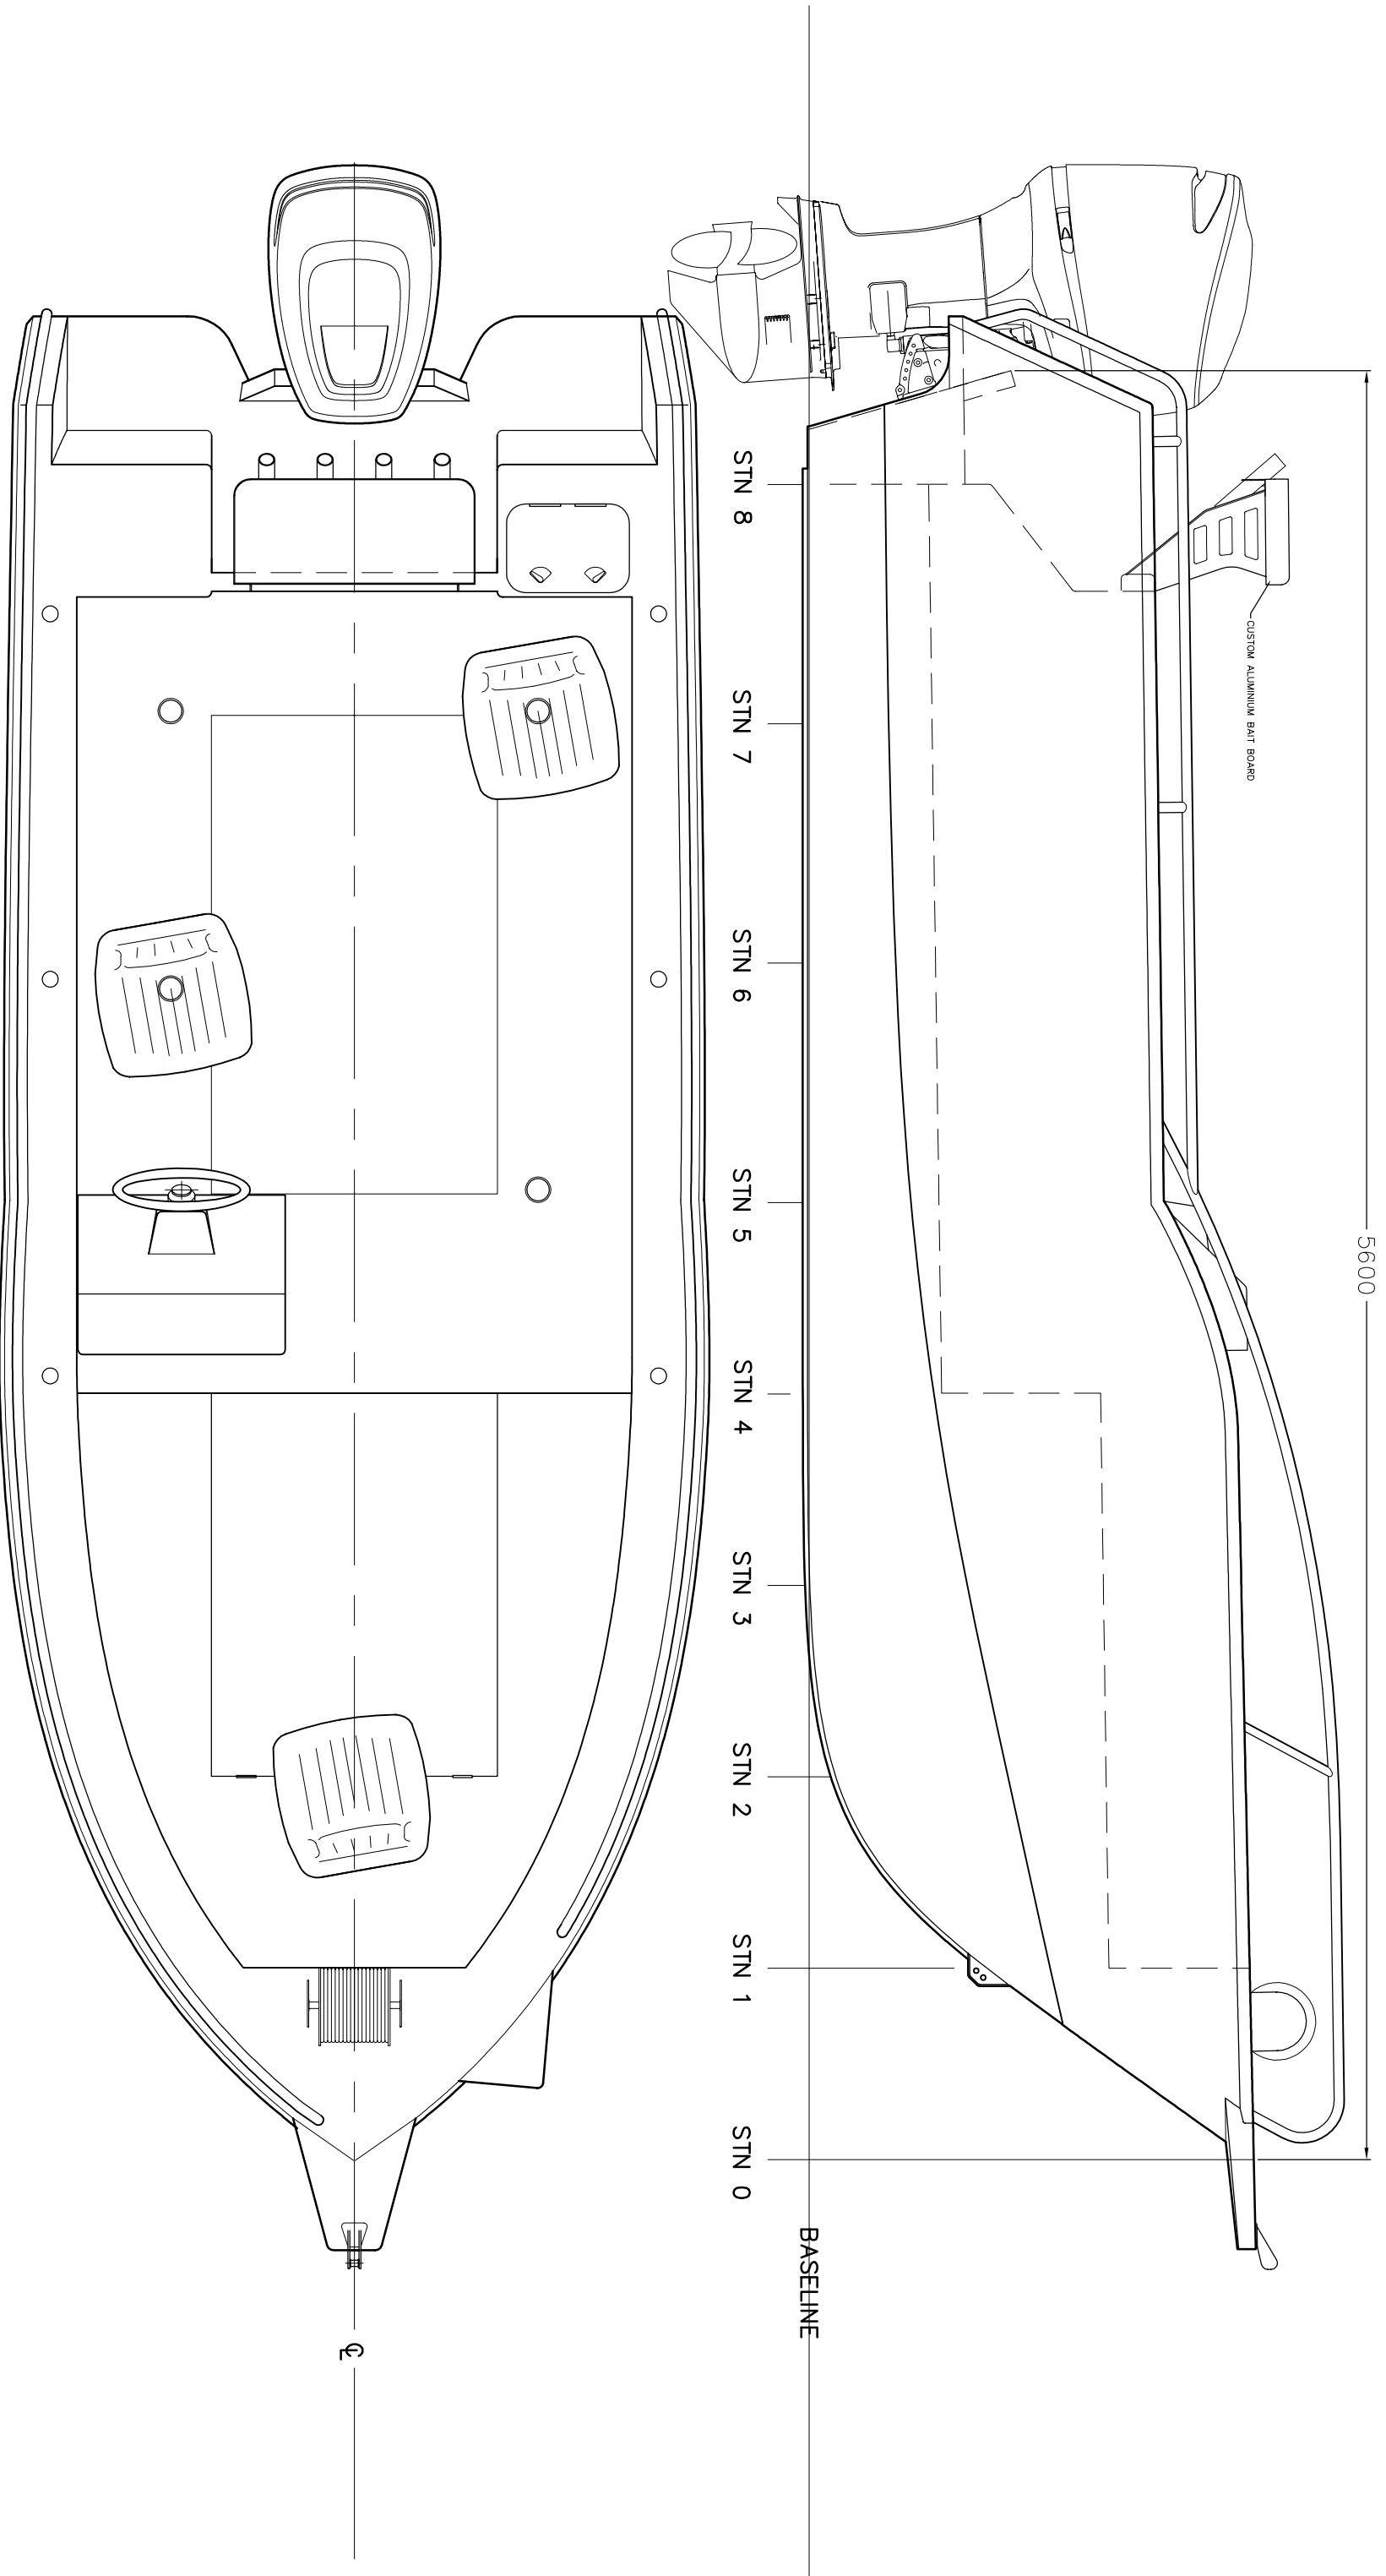 5600
CUSTOM ALUMINIUM BAIT BOARD
STN 8
STN 7
STN 6
STN 5
STN 4
STN 3
STN 2
STN 1
STN 0
BASELINE
℄